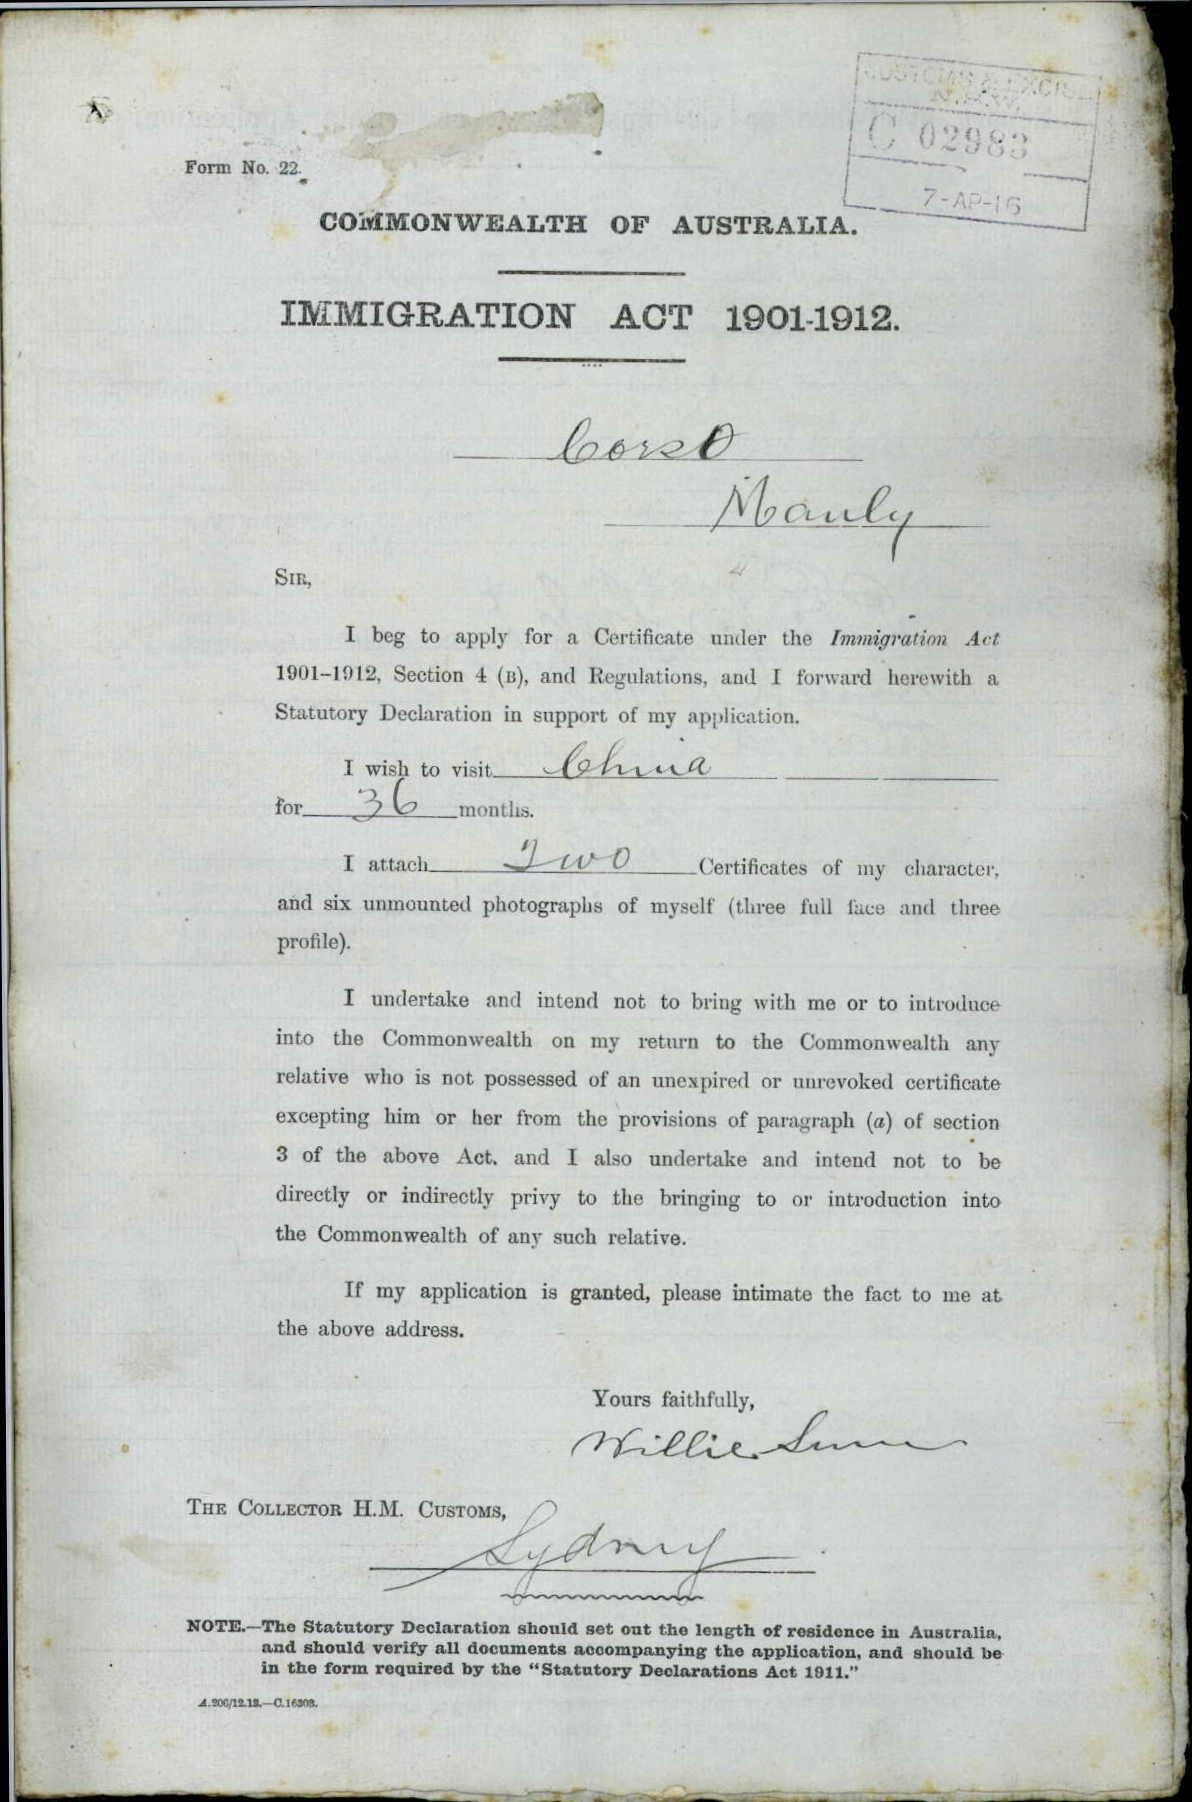 CUSTOMS & EXCISE
N.S.W.
C 02983
7-AP-16
Form No. 22.
COMMONWEALTH OF AUSTRALIA.
IMMIGRATION ACT 1901-1912.
Corso
Manly
SIR,
I beg to apply for a Certificate under the Immigration Act
1901–1912, Section 4 (B), and Regulations, and I forward herewith a
Statutory Declaration in support of my application.
I wish to visit China
for 36 months.
I attach Two Certificates of my character,
and six unmounted photographs of myself (three full face and three
profile).
I undertake and intend not to bring with me or to introduce
into the Commonwealth on my return to the Commonwealth any
relative who is not possessed of an unexpired or unrevoked certificate
excepting him or her from the provisions of paragraph (a) of section
3 of the above Act, and I also undertake and intend not to be
directly or indirectly privy to the bringing to or introduction into
the Commonwealth of any such relative.
If my application is granted, please intimate the fact to me at
the above address.
Yours faithfully,
Willie Sun
THE COLLECTOR H.M. CUSTOMS,
Sydney
NOTE.—The Statutory Declaration should set out the length of residence in Australia,
and should verify all documents accompanying the application, and should be
in the form required by the “Statutory Declarations Act 1911.”
A.200/12.13.—C.16303.